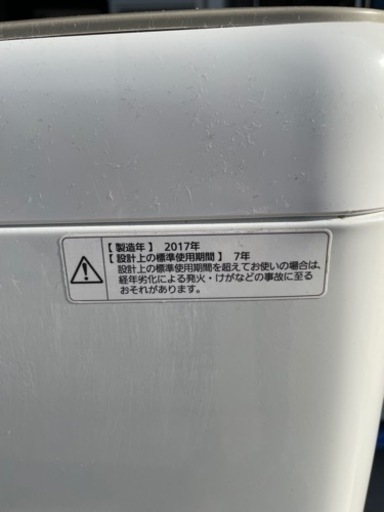 【 製造年 】 2017年
【 設計上の標準使用期間 】 7年
設計上の標準使用期間を超えてお使いの場合は、
経年劣化による発火・けがなどの事故に至る
おそれがあります。